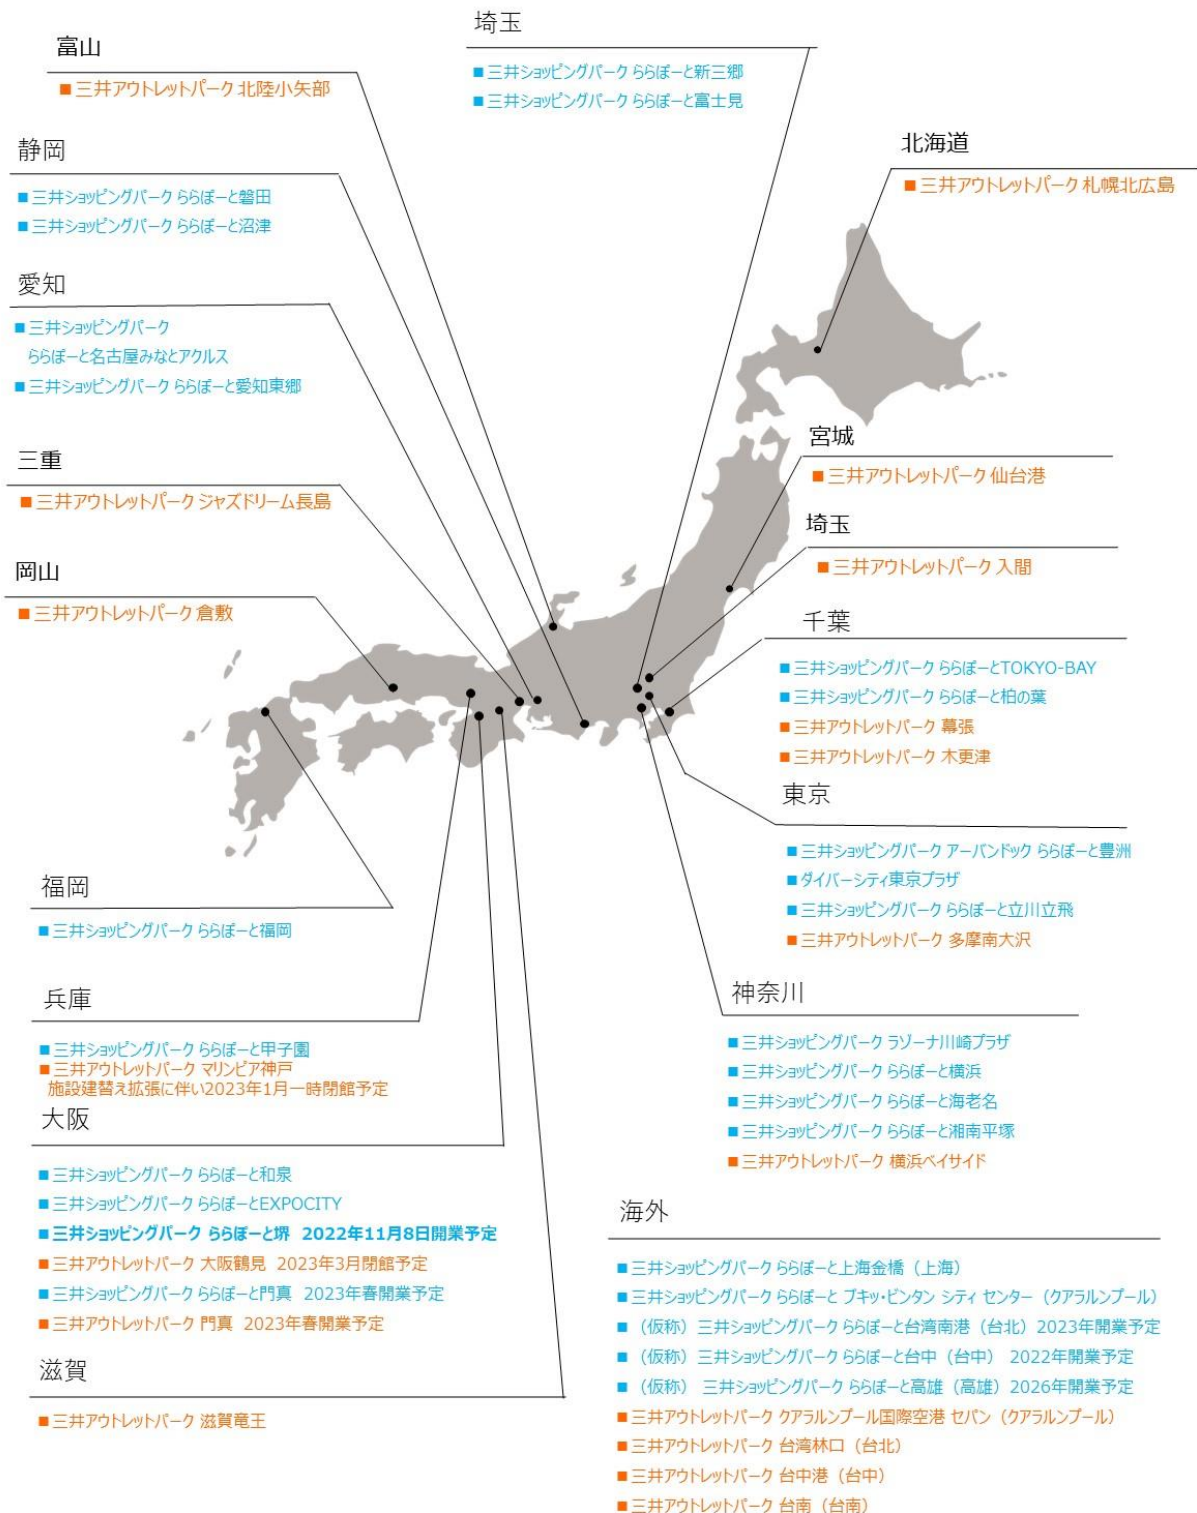 富山
■三井アウトレットパーク 北陸小矢部
静岡
■三井ショッピングパーク ららぽーと磐田
■三井ショッピングパーク ららぽーと沼津
愛知
■三井ショッピングパーク
ららぽーと名古屋みなとアクルス
■三井ショッピングパーク ららぽーと愛知東郷
三重
■三井アウトレットパーク ジャズドリーム長島
岡山
■三井アウトレットパーク 倉敷
埼玉
■三井ショッピングパーク ららぽーと新三郷
■三井ショッピングパーク ららぽーと富士見
北海道
■三井アウトレットパーク 札幌北広島
宮城
■三井アウトレットパーク 仙台港
埼玉
■三井アウトレットパーク 入間
千葉
■三井ショッピングパーク ららぽーとTOKYO-BAY
■三井ショッピングパーク ららぽーと柏の葉
■三井アウトレットパーク 幕張
■三井アウトレットパーク 木更津
東京
■三井ショッピングパーク アーバンドック ららぽーと豊洲
■ダイバーシティ東京プラザ
■三井ショッピングパーク ららぽーと立川立飛
■三井アウトレットパーク 多摩南大沢
神奈川
■三井ショッピングパーク ラゾーナ川崎プラザ
■三井ショッピングパーク ららぽーと横浜
■三井ショッピングパーク ららぽーと海老名
■三井ショッピングパーク ららぽーと湘南平塚
■三井アウトレットパーク 横浜ベイサイド
福岡
■三井ショッピングパーク ららぽーと福岡
兵庫
■三井ショッピングパーク ららぽーと甲子園
■三井アウトレットパーク マリンピア神戸
施設建替え拡張に伴い2023年1月一時閉館予定
大阪
■三井ショッピングパーク ららぽーと和泉
■三井ショッピングパーク ららぽーとEXPOCITY
■三井ショッピングパーク ららぽーと堺 2022年11月8日開業予定
■三井アウトレットパーク 大阪鶴見 2023年3月閉館予定
■三井ショッピングパーク ららぽーと門真 2023年春開業予定
■三井アウトレットパーク 門真 2023年春開業予定
滋賀
■三井アウトレットパーク 滋賀竜王
海外
■三井ショッピングパーク ららぽーと上海金橋（上海）
■三井ショッピングパーク ららぽーと ブキッ・ビンタン シティ センター（クアラルンプール）
■（仮称）三井ショッピングパーク ららぽーと台湾南港（台北）2023年開業予定
■（仮称）三井ショッピングパーク ららぽーと台中（台中） 2022年開業予定
■（仮称） 三井ショッピングパーク ららぽーと高雄（高雄）2026年開業予定
■三井アウトレットパーク クアラルンプール国際空港 セパン（クアラルンプール）
■三井アウトレットパーク 台湾林口（台北）
■三井アウトレットパーク 台中港（台中）
■三井アウトレットパーク 台南（台南）